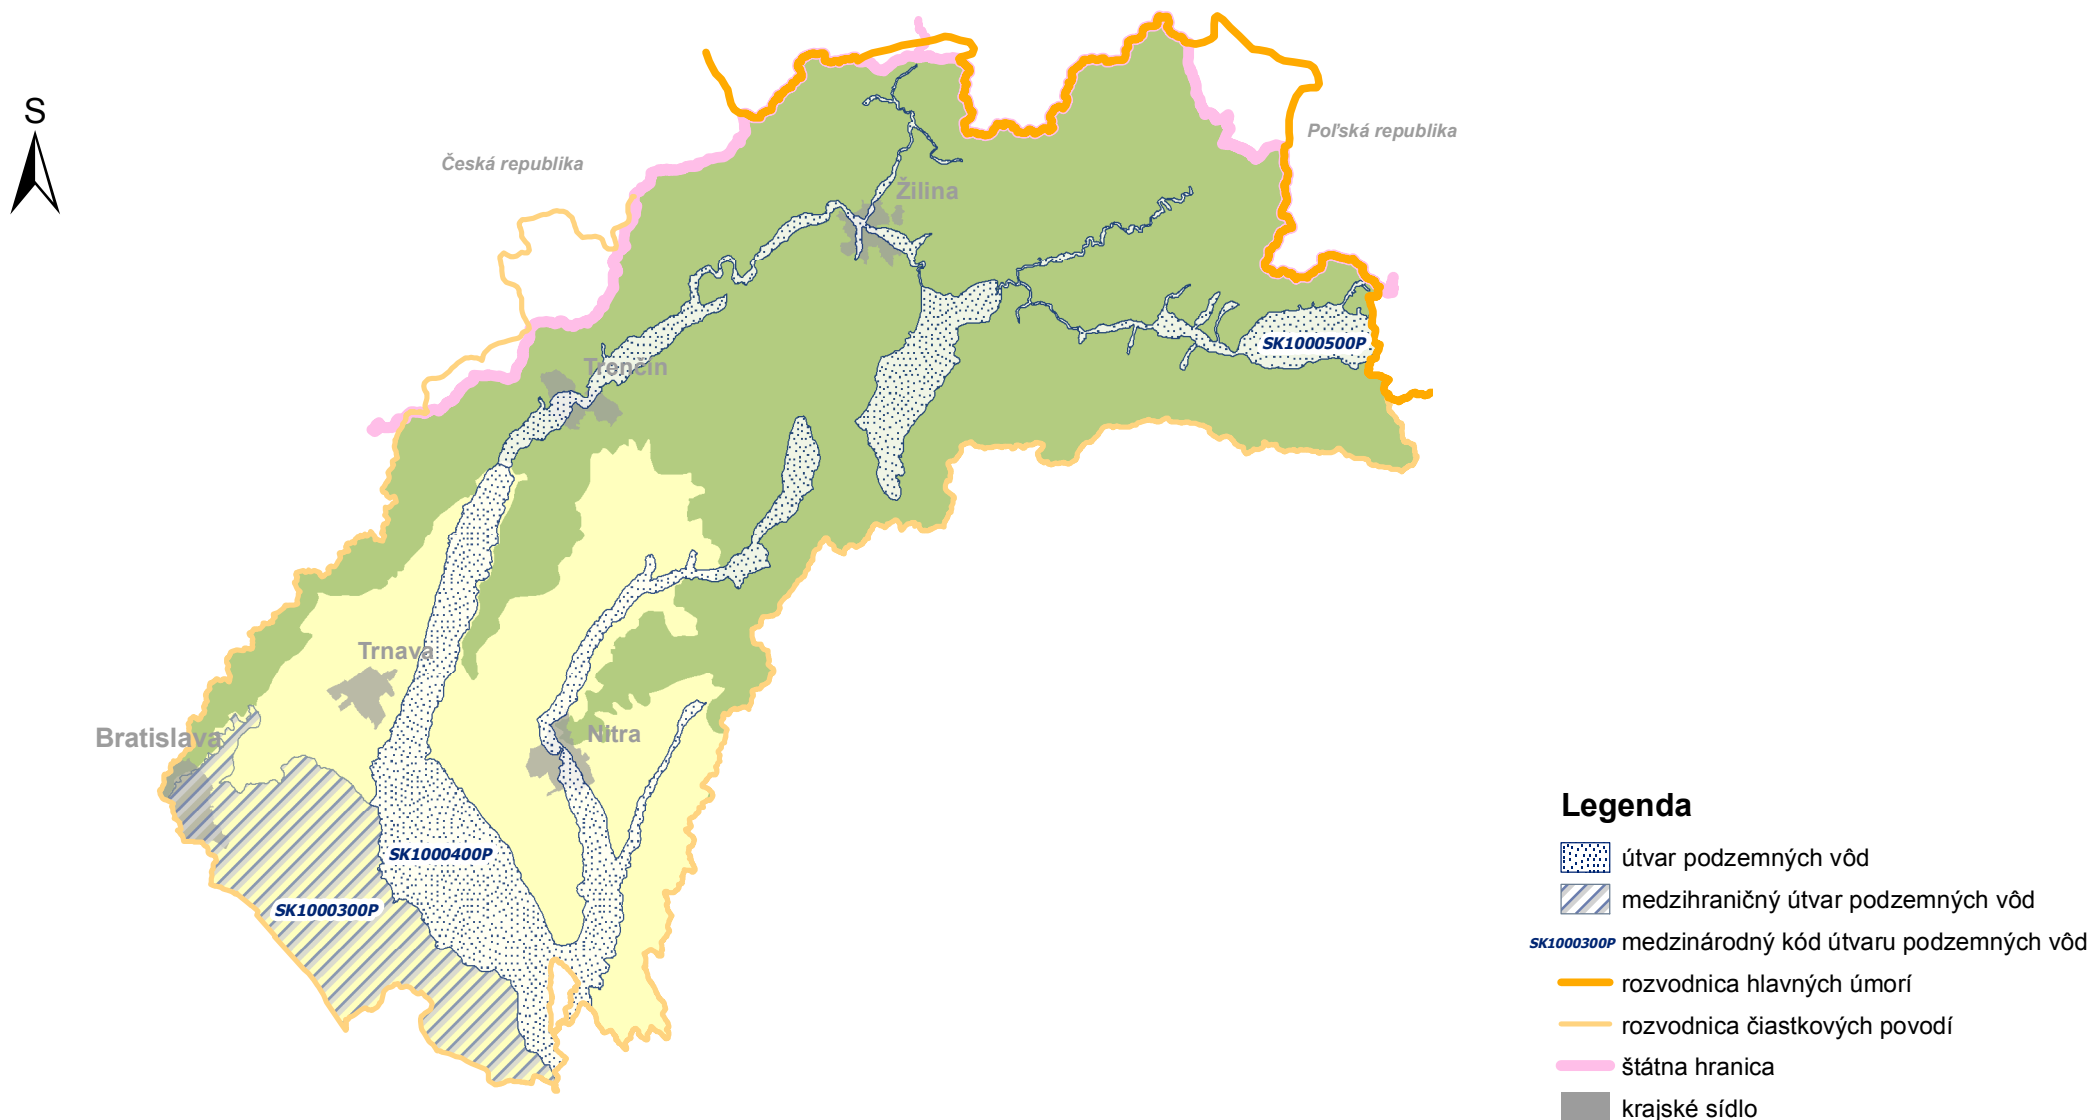 S
Česká republika
Poľská republika
Žilina
SK1000500P
Trenčín
Trnava
Bratislava
Nitra
SK1000400P
SK1000300P
Legenda
útvar podzemných vôd
medzihraničný útvar podzemných vôd
SK1000300P medzinárodný kód útvaru podzemných vôd
rozvodnica hlavných úmorí
rozvodnica čiastkových povodí
štátna hranica
krajské sídlo